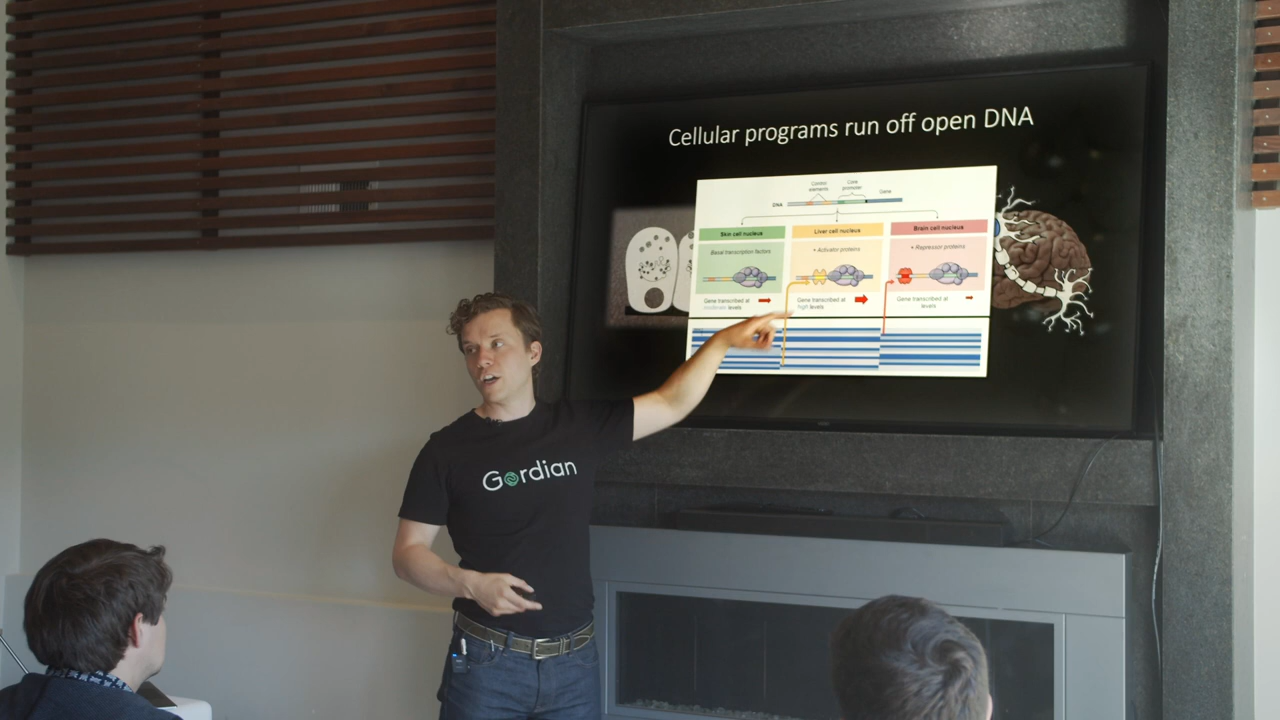 Cellular programs run off open DNA
Control
elements
Core
promoter
Gene
DNA
Skin cell nucleus
Liver cell nucleus
Brain cell nucleus
Basal transcription factors
+ Activator proteins
+ Repressor proteins
Gene transcribed at
medium levels
Gene transcribed at
high levels
Gene transcribed at
levels
Gordian